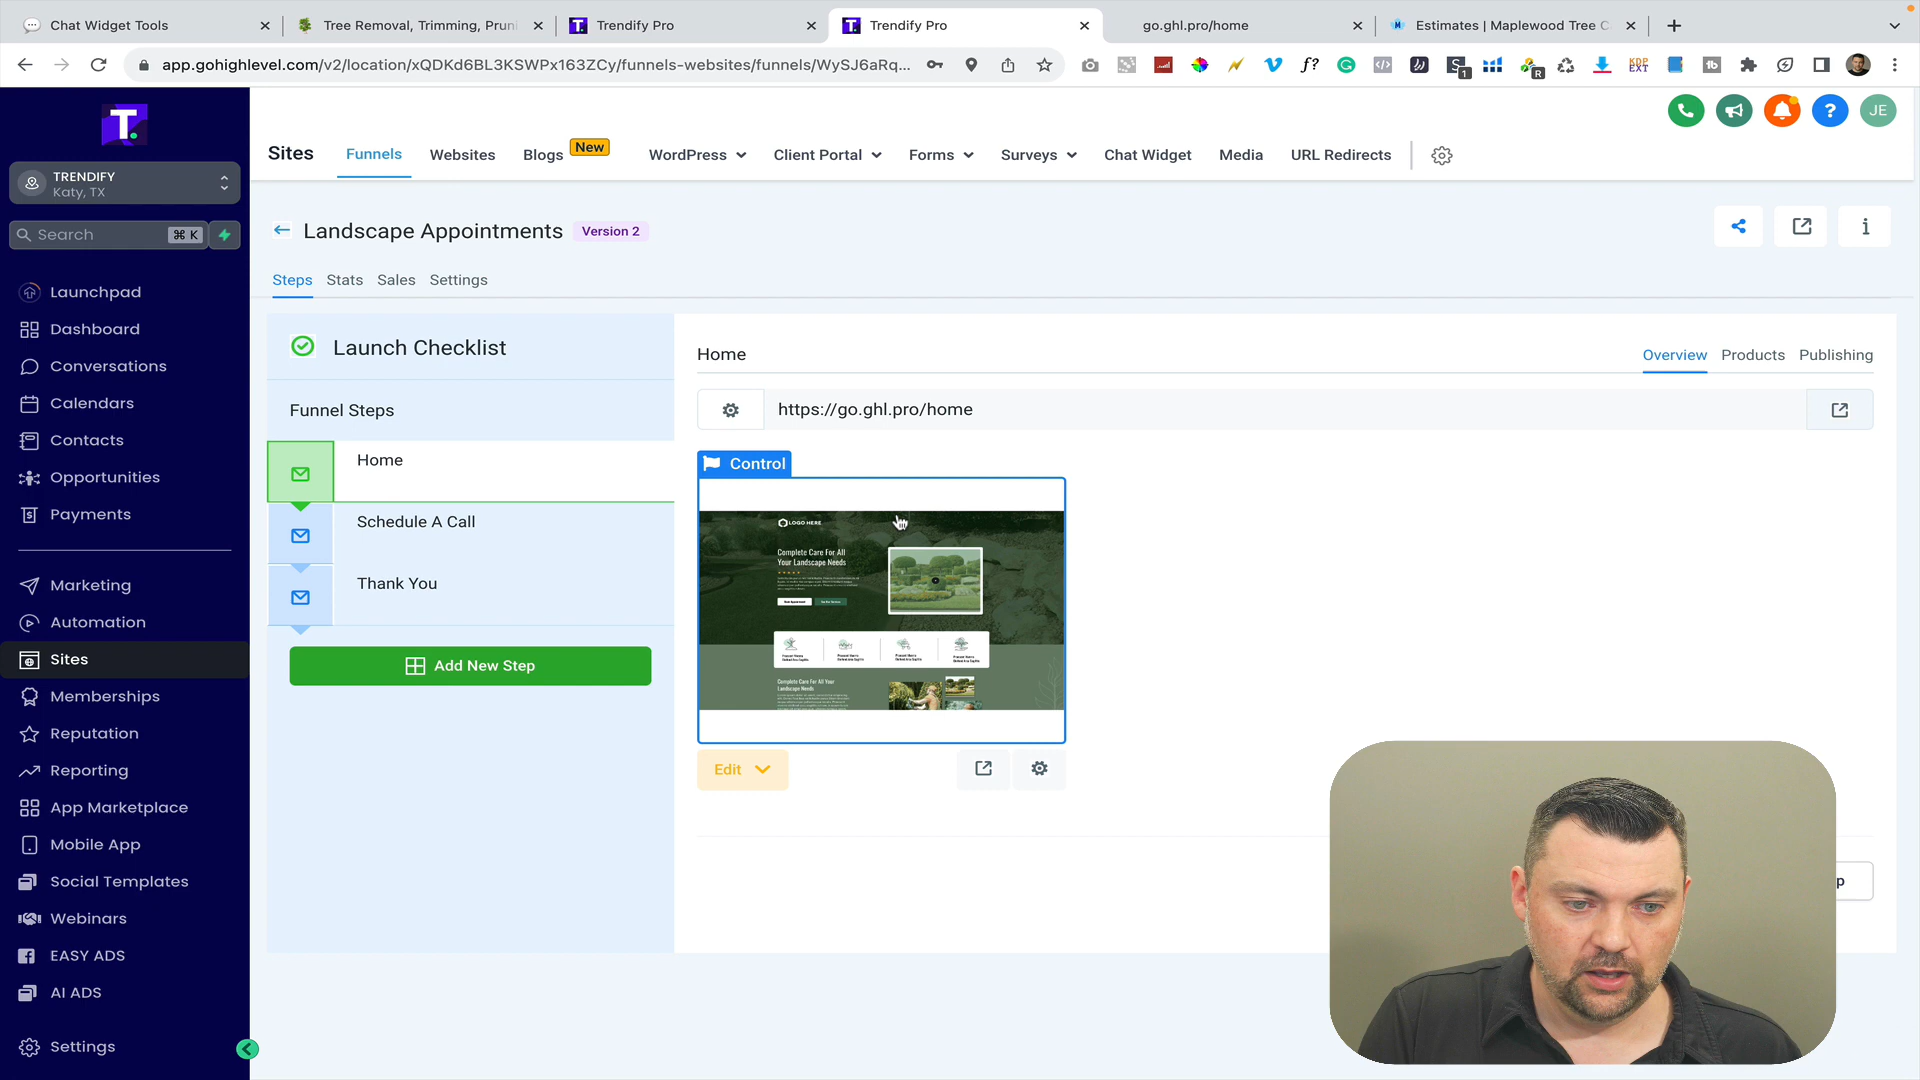 Chat Widget Tools
Tree Removal, Trimming, Pruni
Trendify Pro
Trendify Pro
go.ghl.pro/home
Estimates | Maplewood Tree C
app.gohighlevel.com/v2/location/xQDKd6BL3KSWPx163ZCy/funnels-websites/funnels/WySJ6aRq...
T.
TRENDIFY
Katy, TX
Search
⌘ K
Launchpad
Dashboard
Conversations
Calendars
Contacts
Opportunities
Payments
Marketing
Automation
Sites
Memberships
Reputation
Reporting
App Marketplace
Mobile App
Social Templates
Webinars
EASY ADS
AI ADS
Settings
JE
Sites
Funnels
Websites
Blogs
New
WordPress
Client Portal
Forms
Surveys
Chat Widget
Media
URL Redirects
Landscape Appointments
Version 2
Steps
Stats
Sales
Settings
Launch Checklist
Funnel Steps
Home
Schedule A Call
Thank You
Add New Step
Home
Overview
Products
Publishing
https://go.ghl.pro/home
Control
LOGO HERE
Complete Care For All
Your Landscape Needs
Complete Care For All Your
Landscape Needs
Edit
p